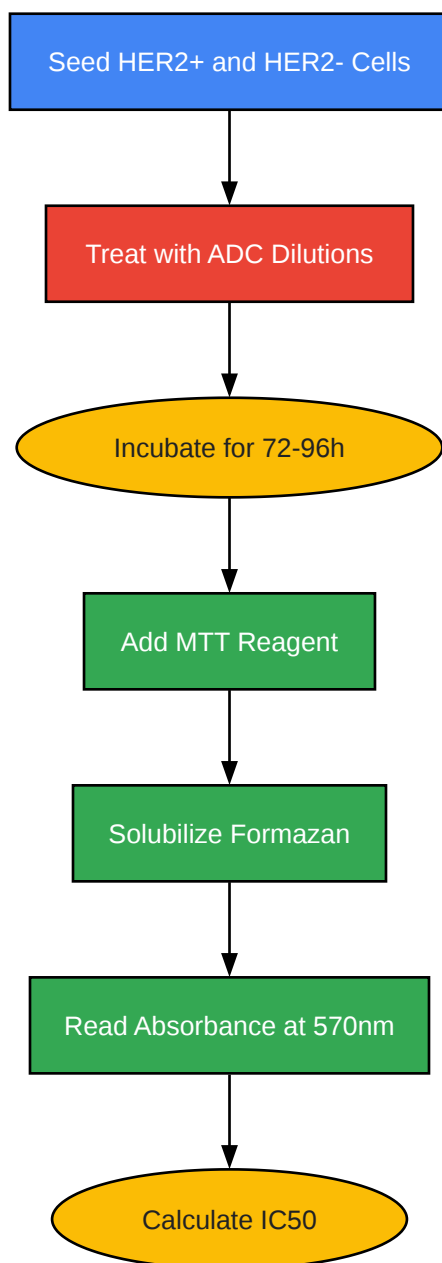 Seed HER2+ and HER2- Cells
Treat with ADC Dilutions
Incubate for 72-96h
Add MTT Reagent
Solubilize Formazan
Read Absorbance at 570nm
Calculate IC50